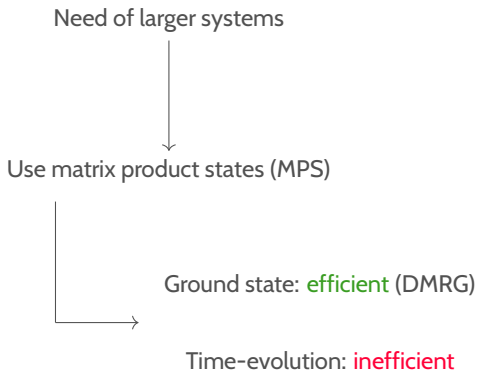 Need of larger systems
Use matrix product states (MPS)
Ground state: efficient (DMRG)
Time-evolution: inefficient